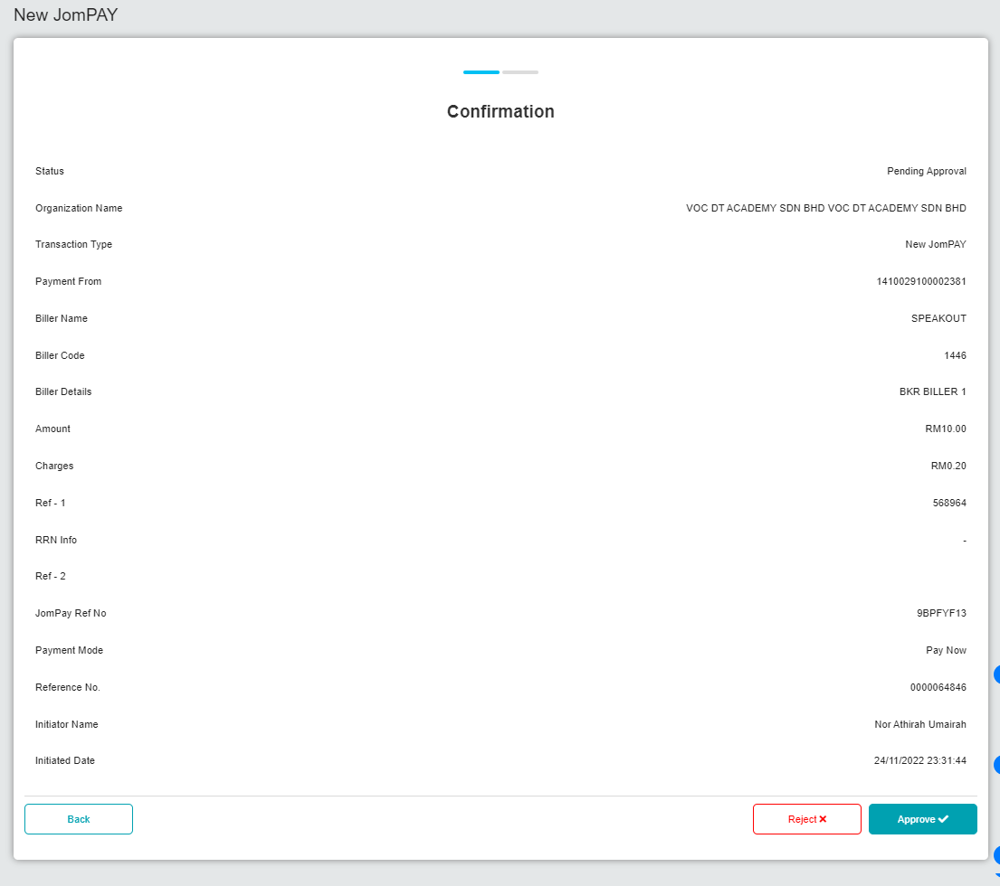 New JomPAY
Confirmation
Status Pending Approval
Organization Name VOC DT ACADEMY SDN BHD VOC DT ACADEMY SDN BHD
Transaction Type New JomPAY
Payment From 1410029100002381
Biller Name SPEAKOUT
Biller Code 1446
Biller Details BKR BILLER 1
Amount RM10.00
Charges RM0.20
Ref - 1 568964
RRN Info -
Ref - 2
JomPay Ref No 9BPFYF13
Payment Mode Pay Now
Reference No. 0000064846
Initiator Name Nor Athirah Umairah
Initiated Date 24/11/2022 23:31:44
Back Reject Approve